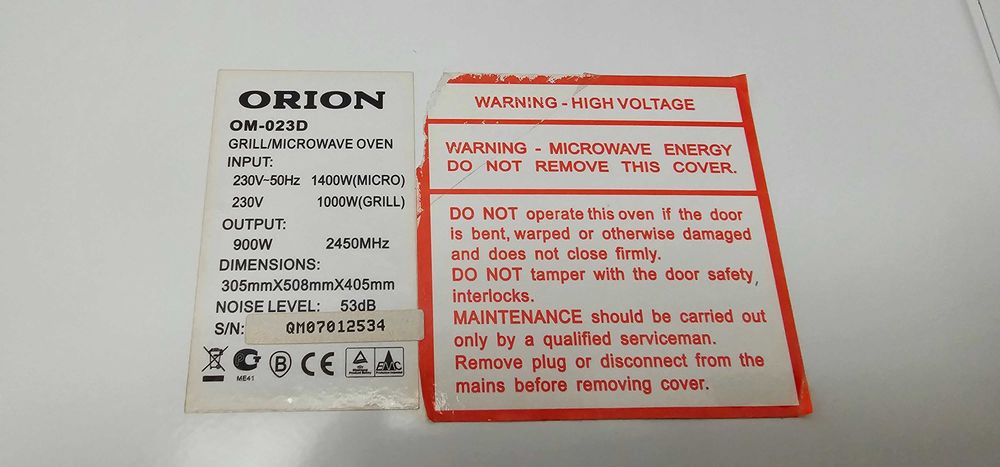 ORION
OM-023D
GRILL/MICROWAVE OVEN
INPUT:
230V~50Hz 1400W(MICRO)
230V 1000W(GRILL)
OUTPUT:
900W 2450MHz
DIMENSIONS:
305mmX508mmX405mm
NOISE LEVEL: 53dB
S/N: QM07012534
ME41
B CE EMC
WARNING - HIGH VOLTAGE
WARNING - MICROWAVE ENERGY
DO NOT REMOVE THIS COVER.
DO NOT operate this oven if the door
is bent, warped or otherwise damaged
and does not close firmly.
DO NOT tamper with the door safety
interlocks.
MAINTENANCE should be carried out
only by a qualified serviceman.
Remove plug or disconnect from the
mains before removing cover.